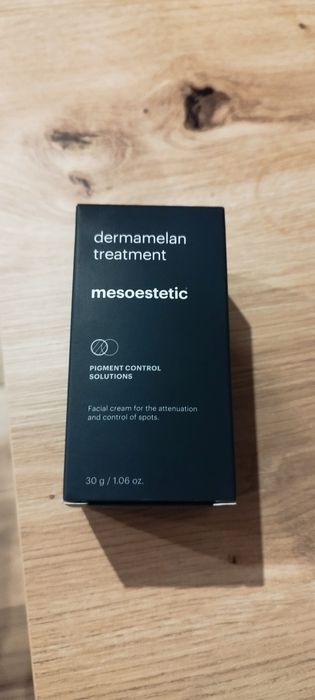 dermamelan
treatment
mesoestetic
PIGMENT CONTROL
SOLUTIONS
Facial cream for the attenuation
and control of spots.
30 g / 1.06 oz.